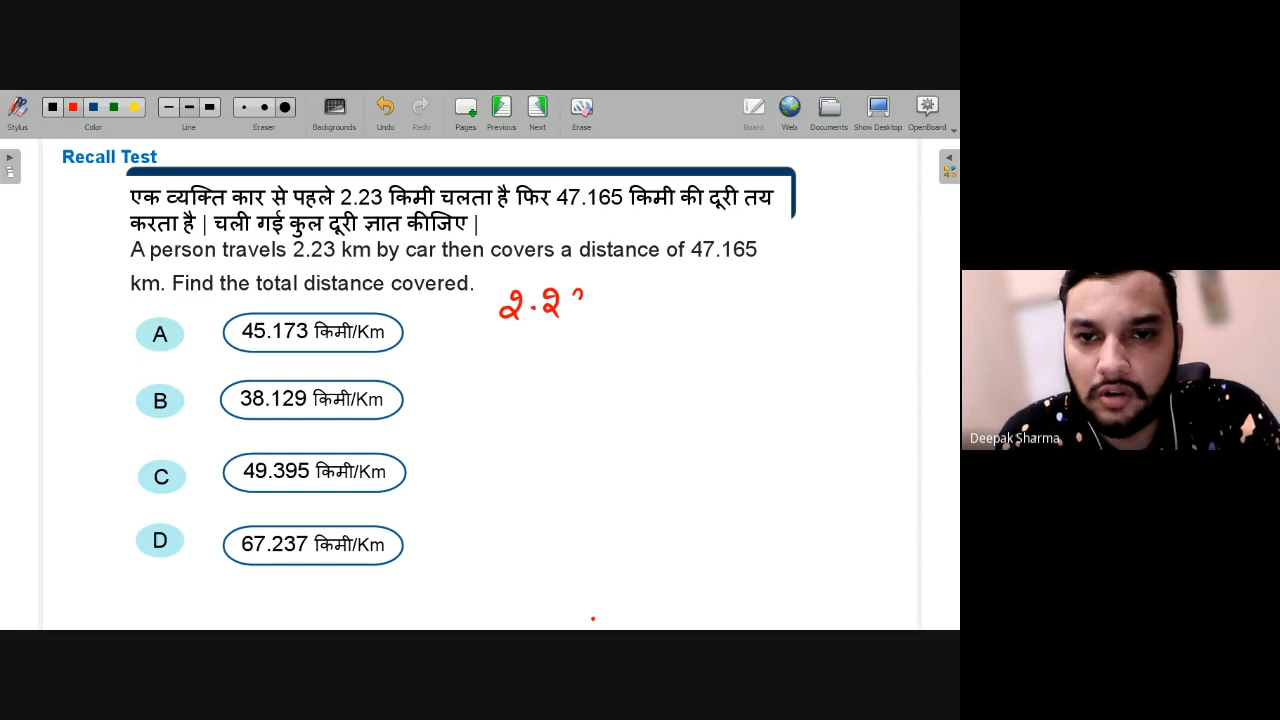 Stylus
Color
Line
Eraser
Backgrounds
Undo
Redo
Pages
Previous
Next
Erase
Board
Web
Documents
Show Desktop
OpenBoard
Recall Test
एक व्यक्ति कार से पहले 2.23 किमी चलता है फिर 47.165 किमी की दूरी तय
करता है | चली गई कुल दूरी ज्ञात कीजिए |
A person travels 2.23 km by car then covers a distance of 47.165
km. Find the total distance covered.
2.2
A 45.173 किमी/Km
B 38.129 किमी/Km
C 49.395 किमी/Km
D 67.237 किमी/Km
Deepak Sharma